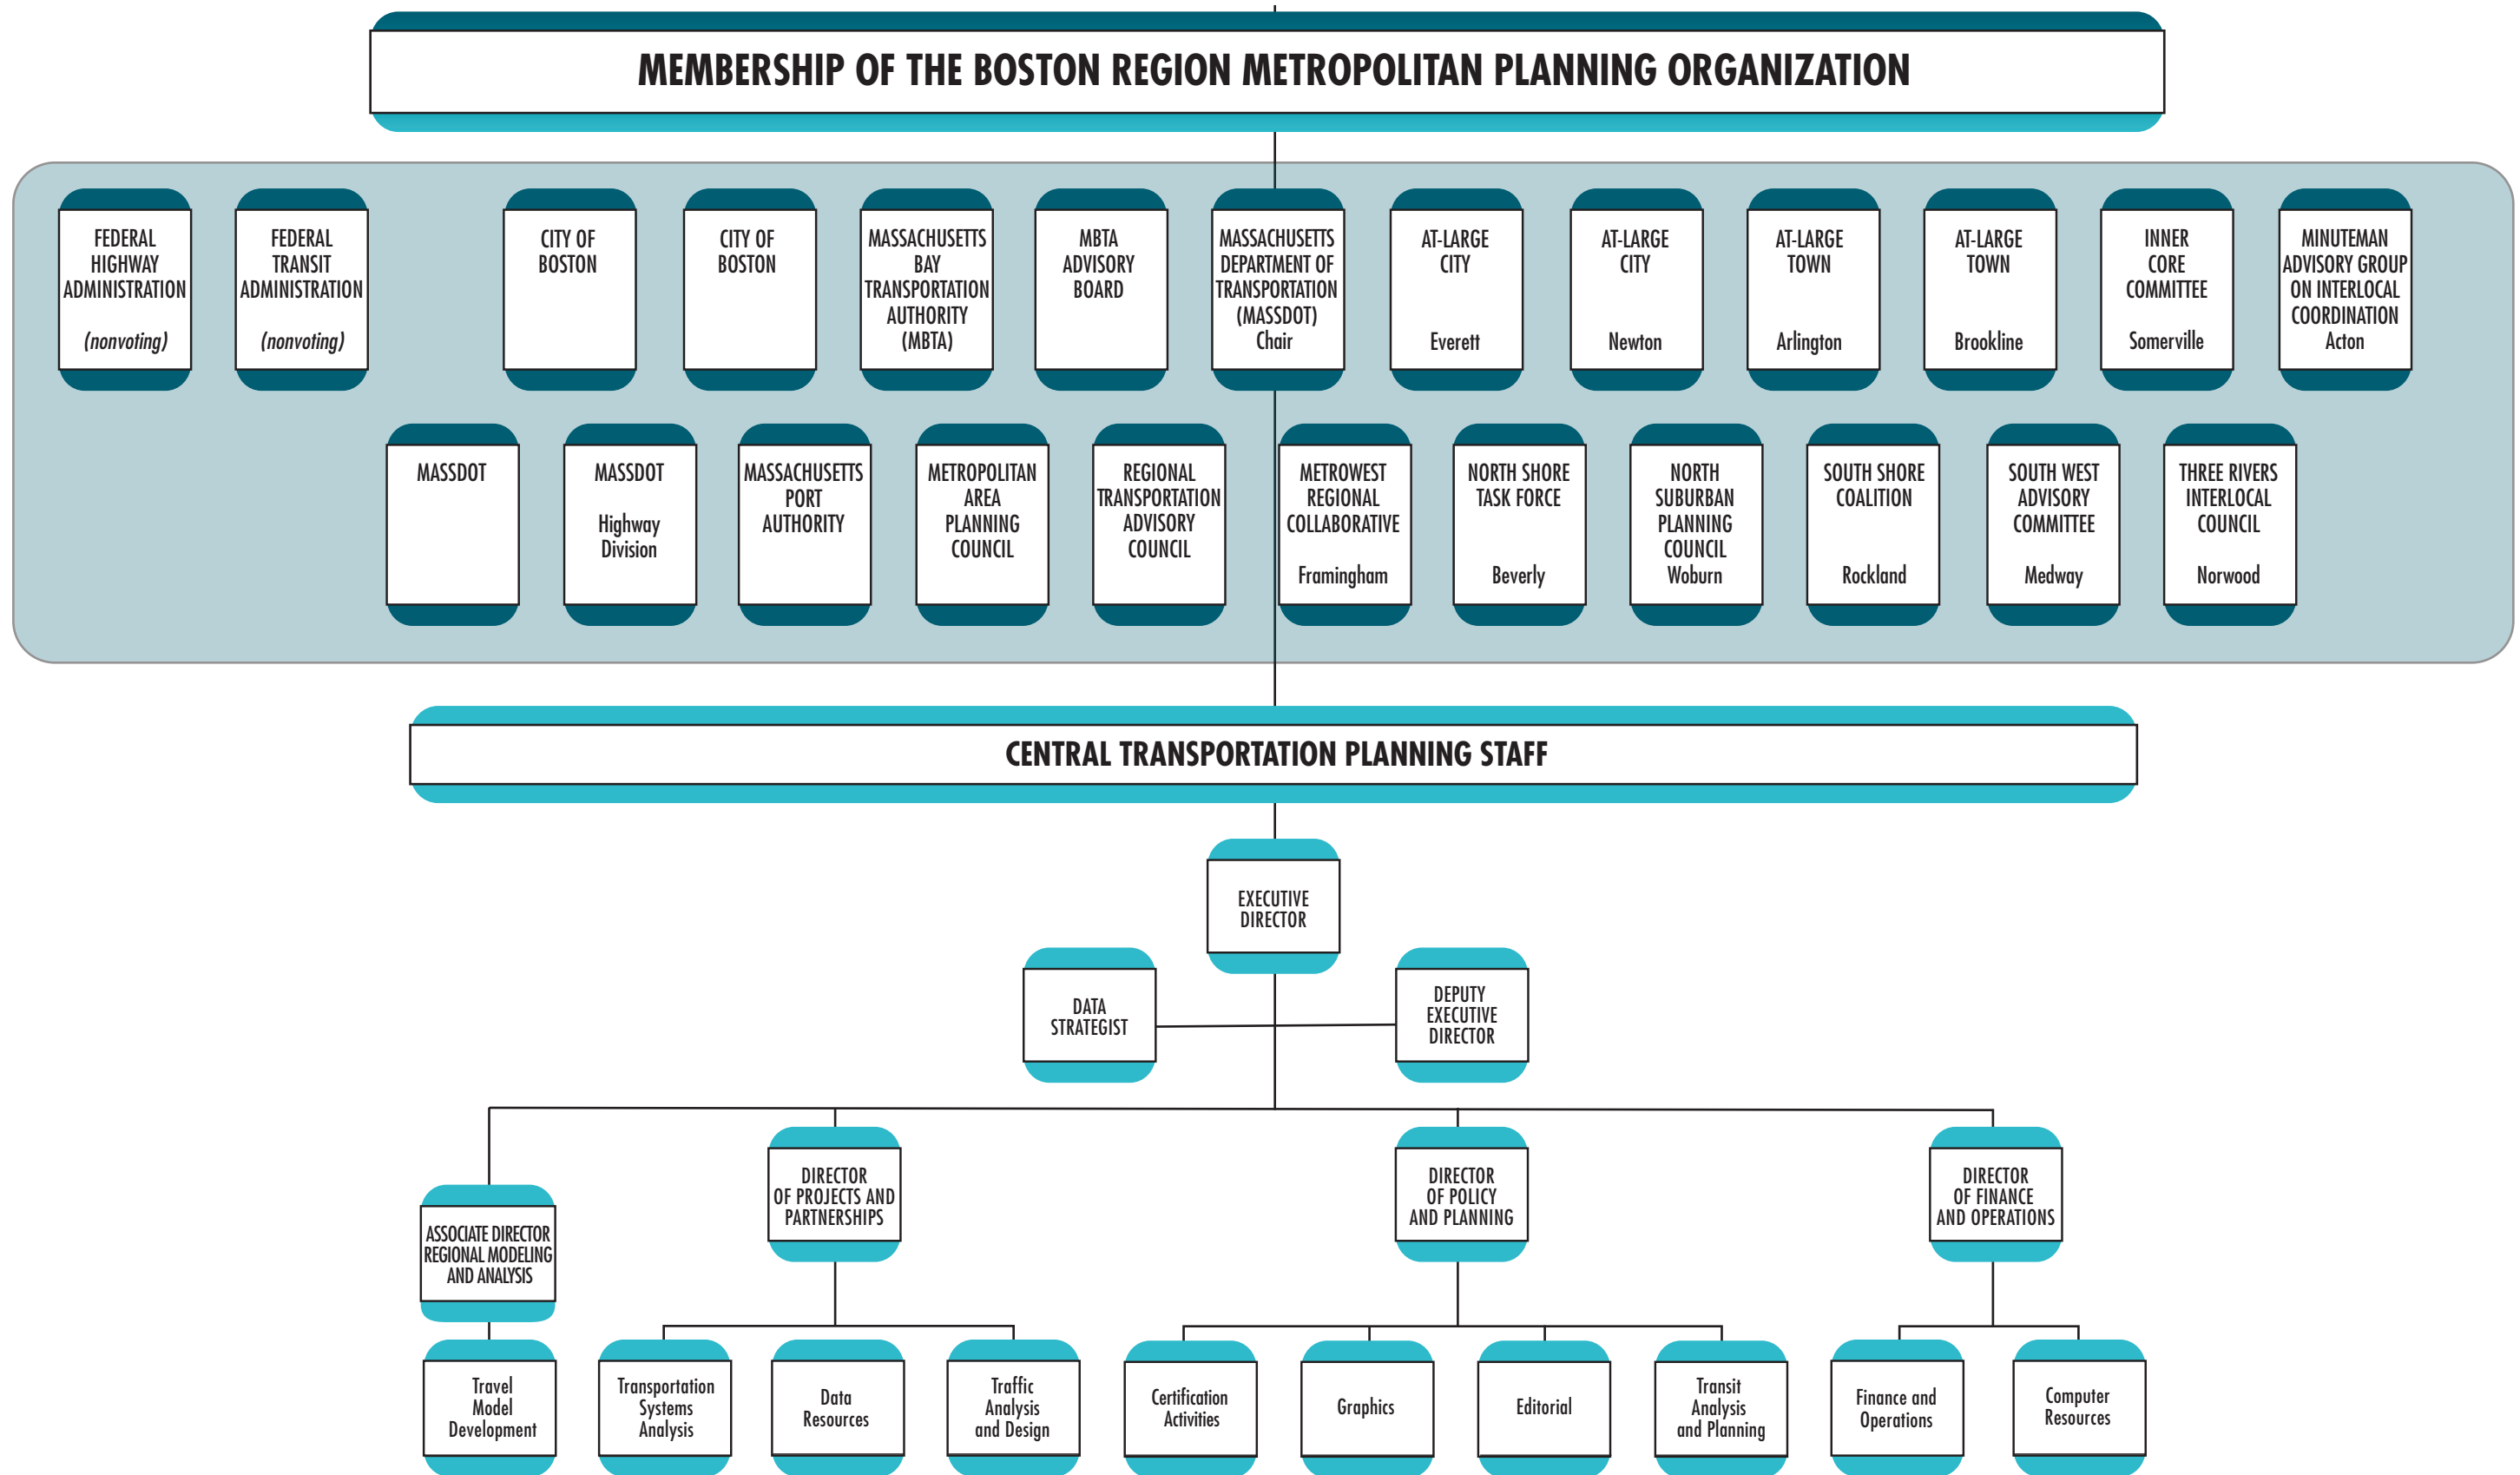 MEMBERSHIP OF THE BOSTON REGION METROPOLITAN PLANNING ORGANIZATION
FEDERAL
HIGHWAY
ADMINISTRATION
(nonvoting)
FEDERAL
TRANSIT
ADMINISTRATION
(nonvoting)
CITY OF
BOSTON
CITY OF
BOSTON
MASSACHUSETTS
BAY
TRANSPORTATION
AUTHORITY
(MBTA)
MBTA
ADVISORY
BOARD
MASSACHUSETTS
DEPARTMENT OF
TRANSPORTATION
(MASSDOT)
Chair
AT-LARGE
CITY
Everett
AT-LARGE
CITY
Newton
AT-LARGE
TOWN
Arlington
AT-LARGE
TOWN
Brookline
INNER
CORE
COMMITTEE
Somerville
MINUTEMAN
ADVISORY GROUP
ON INTERLOCAL
COORDINATION
Acton
MASSDOT
MASSDOT
Highway
Division
MASSACHUSETTS
PORT
AUTHORITY
METROPOLITAN
AREA
PLANNING
COUNCIL
REGIONAL
TRANSPORTATION
ADVISORY
COUNCIL
METROWEST
REGIONAL
COLLABORATIVE
Framingham
NORTH SHORE
TASK FORCE
Beverly
NORTH
SUBURBAN
PLANNING
COUNCIL
Woburn
SOUTH SHORE
COALITION
Rockland
SOUTH WEST
ADVISORY
COMMITTEE
Medway
THREE RIVERS
INTERLOCAL
COUNCIL
Norwood
CENTRAL TRANSPORTATION PLANNING STAFF
EXECUTIVE
DIRECTOR
DATA
STRATEGIST
DEPUTY
EXECUTIVE
DIRECTOR
ASSOCIATE DIRECTOR
REGIONAL MODELING
AND ANALYSIS
DIRECTOR
OF PROJECTS AND
PARTNERSHIPS
DIRECTOR
OF POLICY
AND PLANNING
DIRECTOR
OF FINANCE
AND OPERATIONS
Travel
Model
Development
Transportation
Systems
Analysis
Data
Resources
Traffic
Analysis
and Design
Certification
Activities
Graphics
Editorial
Transit
Analysis
and Planning
Finance and
Operations
Computer
Resources